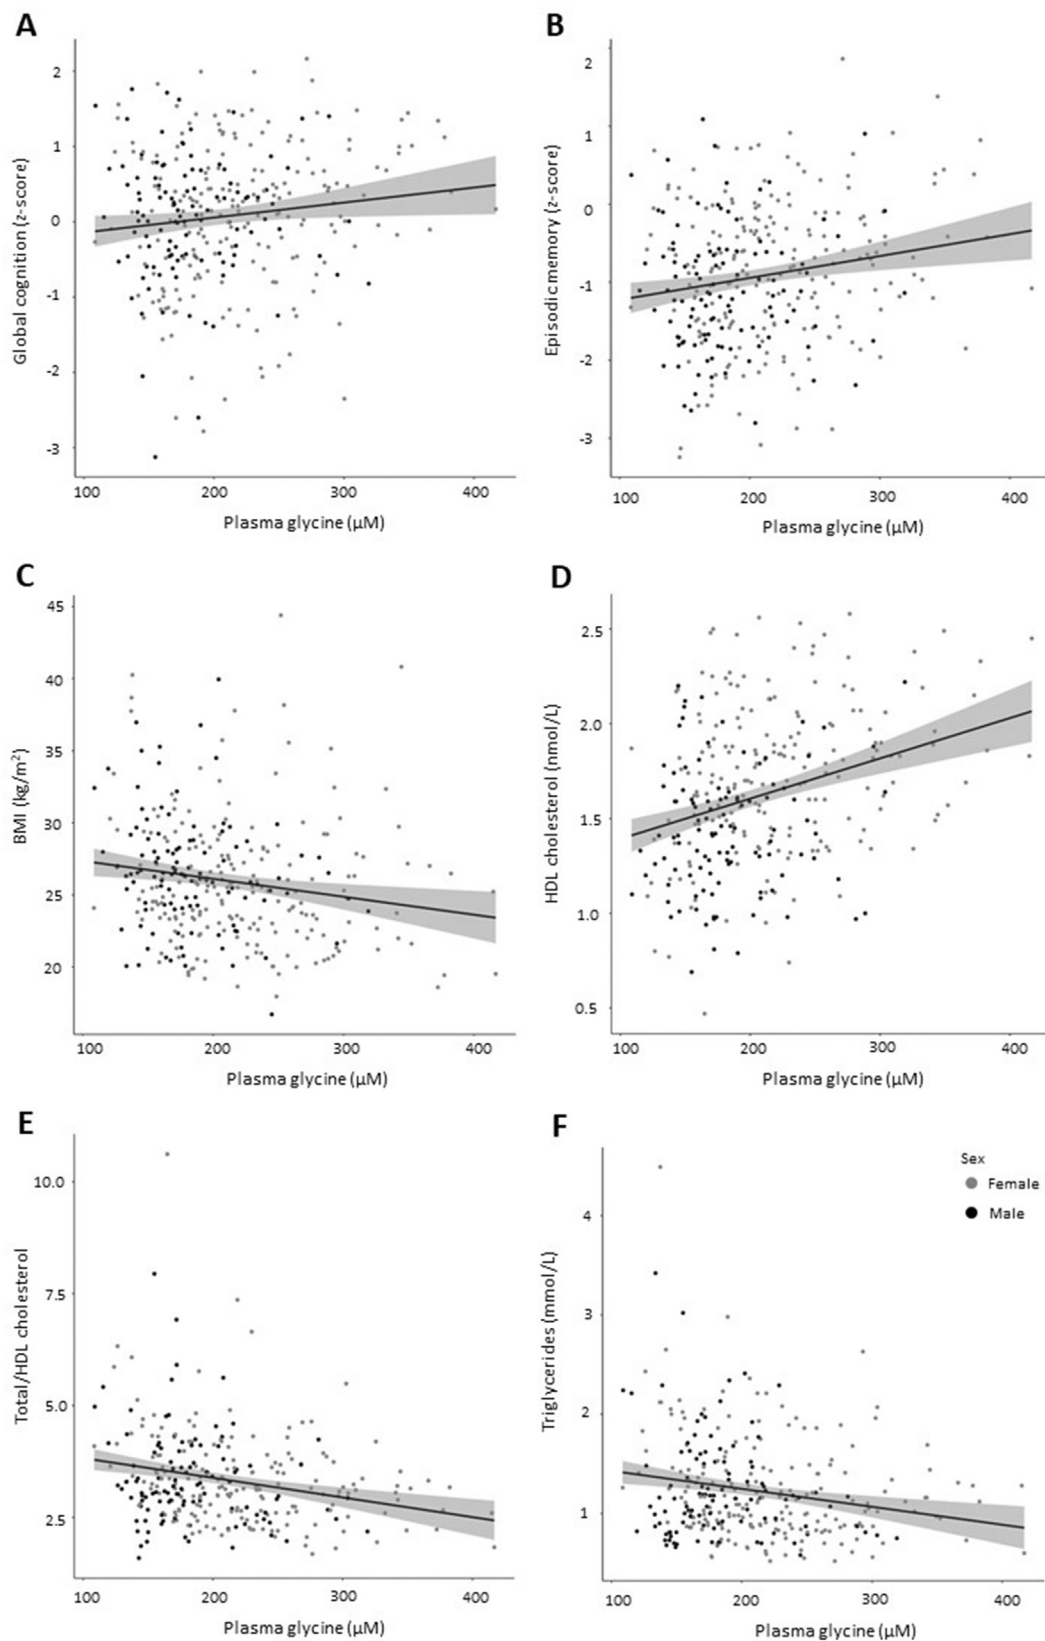 A
2
1
0
-1
-2
-3
Global cognition (z-score)
100 200 300 400
Plasma glycine (μM)
B
2
1
0
-1
-2
-3
Episodic memory (z-score)
100 200 300 400
Plasma glycine (μM)
C
45
40
35
30
25
20
BMI (kg/m²)
100 200 300 400
Plasma glycine (μM)
D
2.5
2.0
1.5
1.0
0.5
HDL cholesterol (nmol/L)
100 200 300 400
Plasma glycine (μM)
E
10.0
7.5
5.0
2.5
Total/HDL cholesterol
100 200 300 400
Plasma glycine (μM)
F
4
3
2
1
Triglycerides (mmol/L)
Sex
Female
Male
100 200 300 400
Plasma glycine (μM)